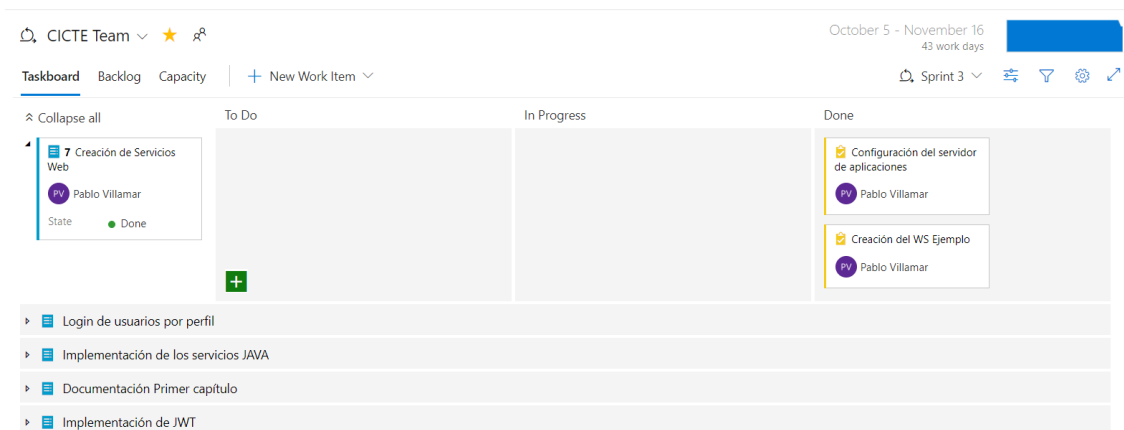 CICTE Team
October 5 - November 16
43 work days
Taskboard Backlog Capacity New Work Item Sprint 3
Collapse all To Do In Progress Done
7 Creación de Servicios
Web
PV Pablo Villamar
State Done
Configuración del servidor
de aplicaciones
PV Pablo Villamar
Creación del WS Ejemplo
PV Pablo Villamar
Login de usuarios por perfil
Implementación de los servicios JAVA
Documentación Primer capítulo
Implementación de JWT